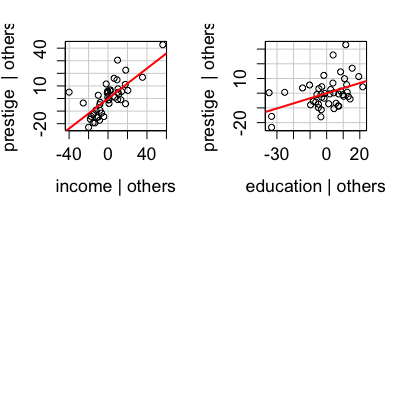 prestige | others
-20 10 40
-40 0 40
income | others
prestige | others
-20 10
-30 0 20
education | others